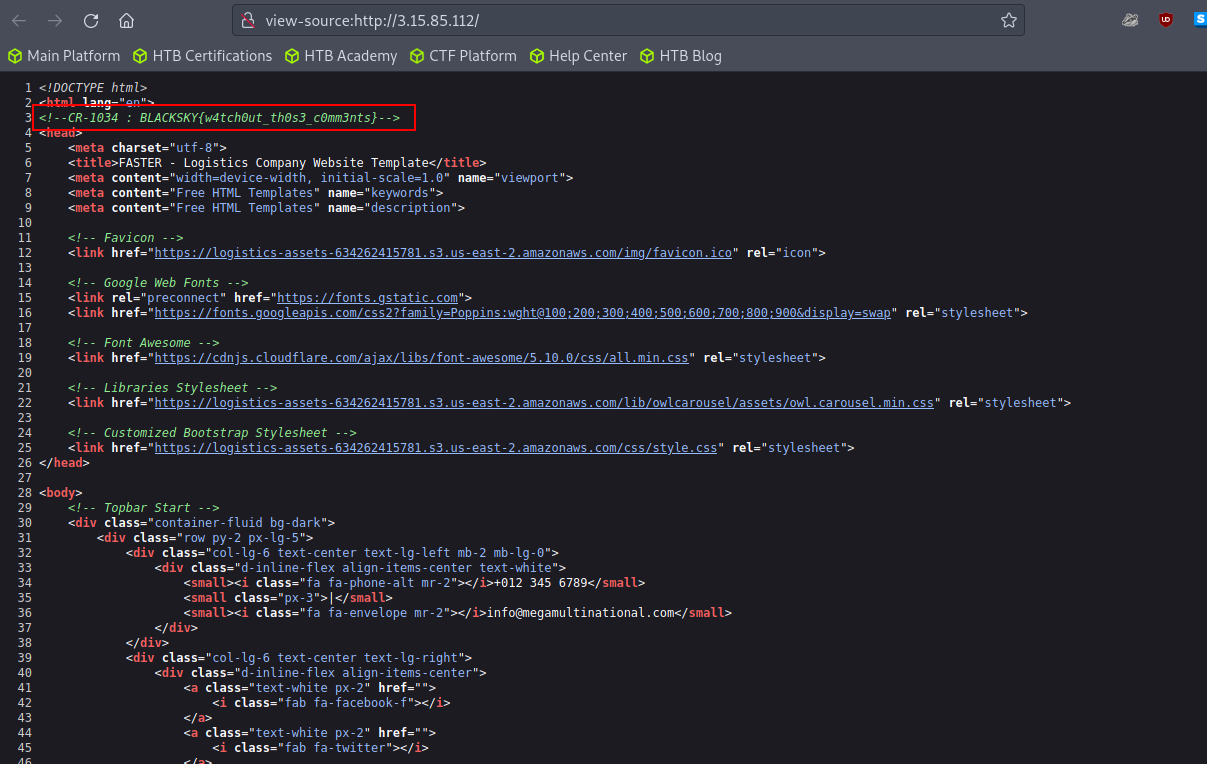 view-source:http://3.15.85.112/
Main Platform HTB Certifications HTB Academy CTF Platform Help Center HTB Blog
1 <!DOCTYPE html>
2 <html lang="en">
3 <!--CR-1034 : BLACKSKY{w4tch0ut_th0s3_c0mm3nts}-->
4 <head>
5 <meta charset="utf-8">
6 <title>FASTER - Logistics Company Website Template</title>
7 <meta content="width=device-width, initial-scale=1.0" name="viewport">
8 <meta content="Free HTML Templates" name="keywords">
9 <meta content="Free HTML Templates" name="description">
10
11 <!-- Favicon -->
12 <link href="https://logistics-assets-634262415781.s3.us-east-2.amazonaws.com/img/favicon.ico" rel="icon">
13
14 <!-- Google Web Fonts -->
15 <link rel="preconnect" href="https://fonts.gstatic.com">
16 <link href="https://fonts.googleapis.com/css2?family=Poppins:wght@100;200;300;400;500;600;700;800;900&display=swap" rel="stylesheet">
17
18 <!-- Font Awesome -->
19 <link href="https://cdnjs.cloudflare.com/ajax/libs/font-awesome/5.10.0/css/all.min.css" rel="stylesheet">
20
21 <!-- Libraries Stylesheet -->
22 <link href="https://logistics-assets-634262415781.s3.us-east-2.amazonaws.com/lib/owlcarousel/assets/owl.carousel.min.css" rel="stylesheet">
23
24 <!-- Customized Bootstrap Stylesheet -->
25 <link href="https://logistics-assets-634262415781.s3.us-east-2.amazonaws.com/css/style.css" rel="stylesheet">
26 </head>
27
28 <body>
29 <!-- Topbar Start -->
30 <div class="container-fluid bg-dark">
31 <div class="row py-2 px-lg-5">
32 <div class="col-lg-6 text-center text-lg-left mb-2 mb-lg-0">
33 <div class="d-inline-flex align-items-center text-white">
34 <small><i class="fa fa-phone-alt mr-2"></i>+012 345 6789</small>
35 <small class="px-3">|</small>
36 <small><i class="fa fa-envelope mr-2"></i>info@megamultinational.com</small>
37 </div>
38 </div>
39 <div class="col-lg-6 text-center text-lg-right">
40 <div class="d-inline-flex align-items-center">
41 <a class="text-white px-2" href="">
42 <i class="fab fa-facebook-f"></i>
43 </a>
44 <a class="text-white px-2" href="">
45 <i class="fab fa-twitter"></i>
46 </a>